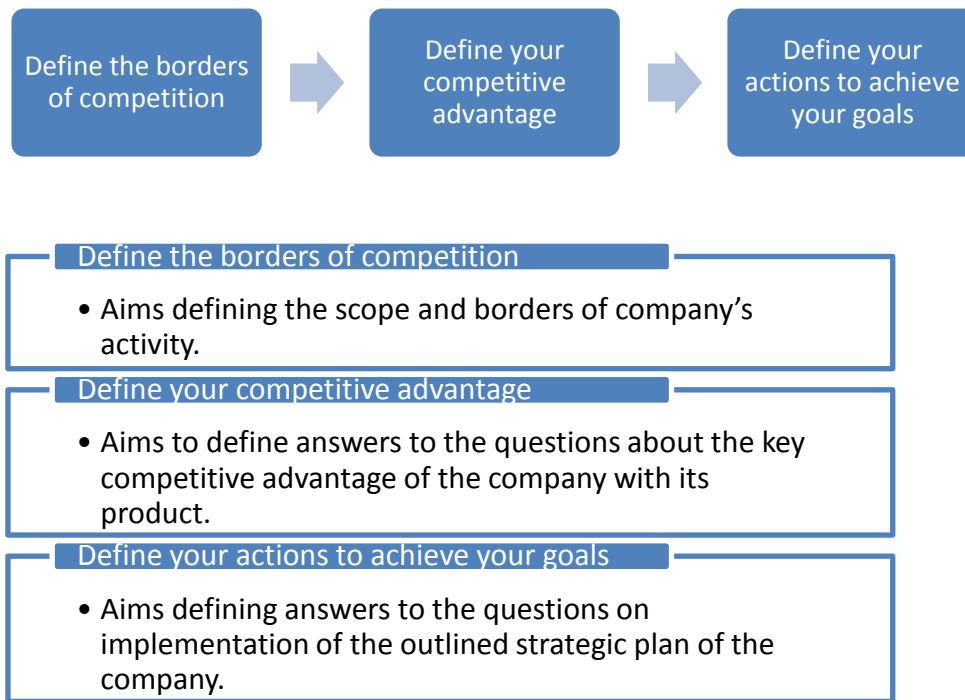 Define the borders
of competition
Define your
competitive
advantage
Define your
actions to achieve
your goals
Define the borders of competition
• Aims defining the scope and borders of company’s
activity.
Define your competitive advantage
• Aims to define answers to the questions about the key
competitive advantage of the company with its
product.
Define your actions to achieve your goals
• Aims defining answers to the questions on
implementation of the outlined strategic plan of the
company.